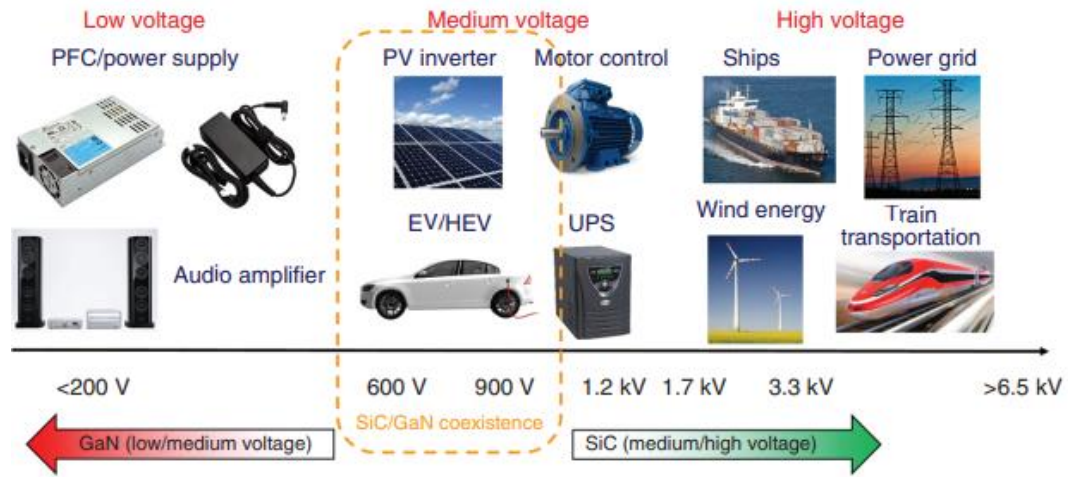 Low voltage
Medium voltage
High voltage
PFC/power supply
PV inverter
Motor control
Ships
Power grid
Audio amplifier
EV/HEV
UPS
Wind energy
Train
transportation
<200 V
600 V
900 V
1.2 kV
1.7 kV
3.3 kV
>6.5 kV
SiC/GaN coexistence
GaN (low/medium voltage)
SiC (medium/high voltage)